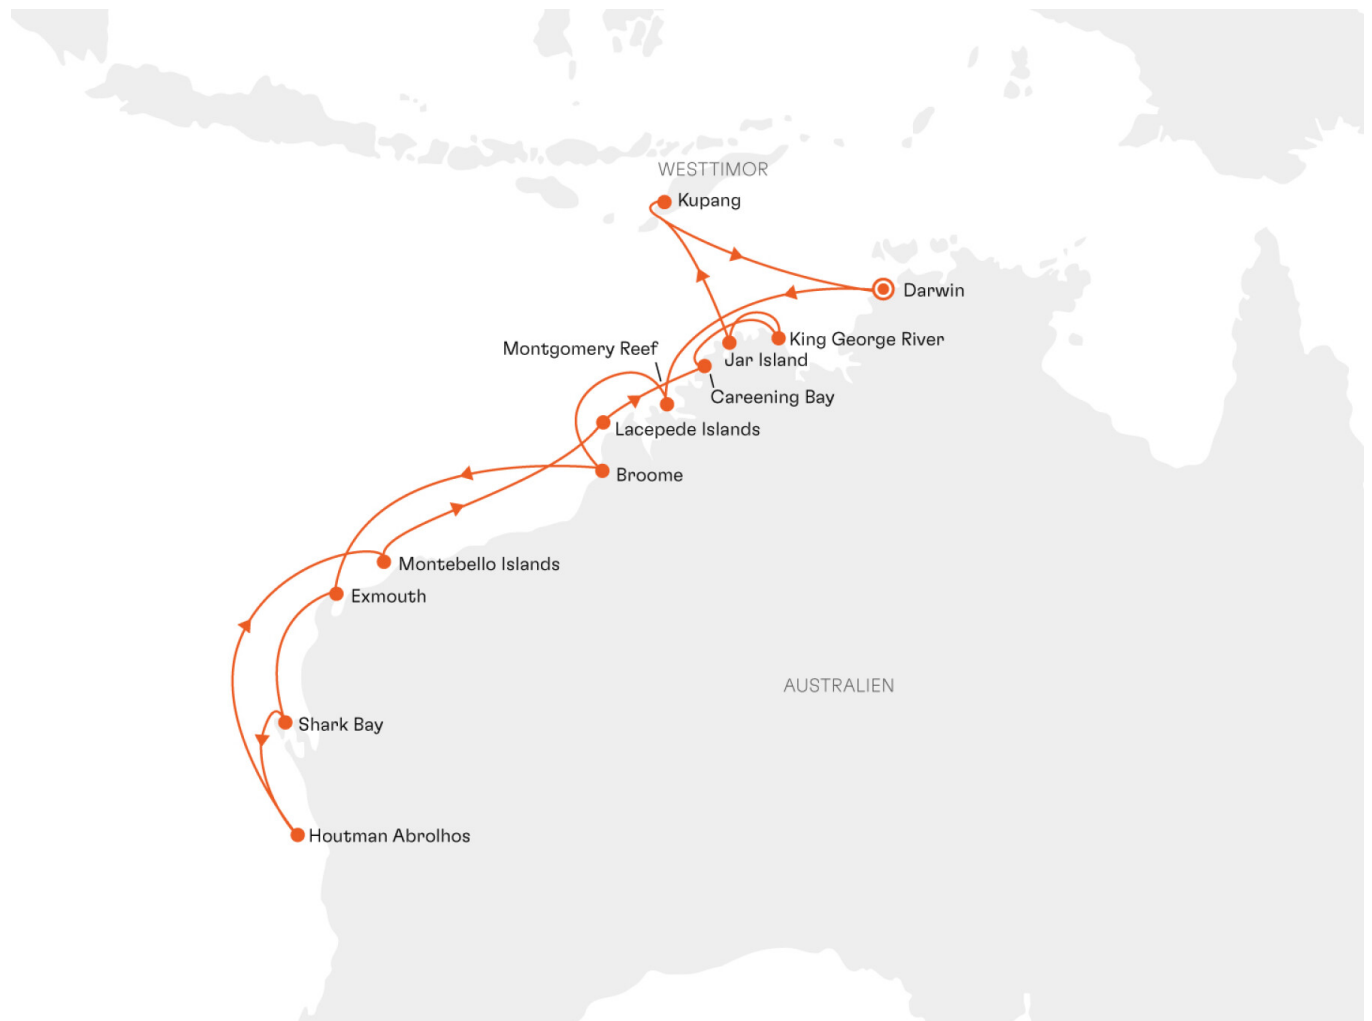 WESTTIMOR
Kupang
Darwin
King George River
Montgomery Reef
Jar Island
Careening Bay
Lacepede Islands
Broome
Montebello Islands
Exmouth
AUSTRALIEN
Shark Bay
Houtman Abrolhos